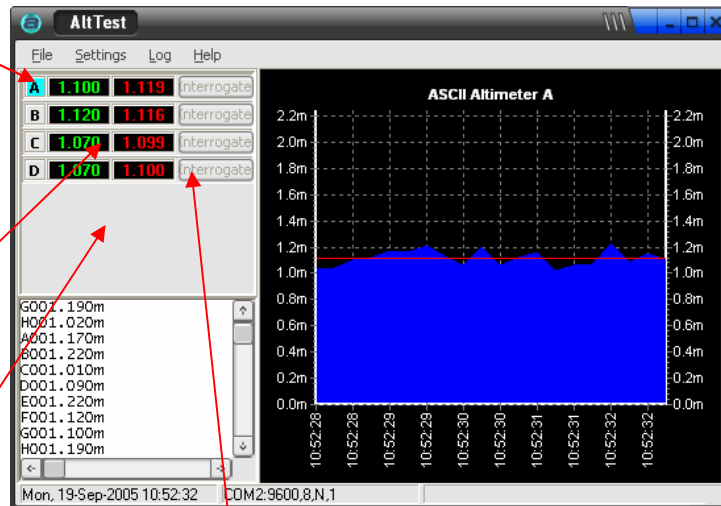 AltTest
File Settings Log Help
A 1.100 1.119 Interrogate
B 1.120 1.116 Interrogate
C 1.070 1.099 Interrogate
D 1.070 1.100 Interrogate
G001.190m
H001.020m
A001.170m
B001.220m
C001.010m
D001.090m
E001.220m
F001.120m
G001.100m
H001.190m
ASCII Altimeter A
2.2m 2.2m
2.0m 2.0m
1.8m 1.8m
1.6m 1.6m
1.4m 1.4m
1.2m 1.2m
1.0m 1.0m
0.8m 0.8m
0.6m 0.6m
0.4m 0.4m
0.2m 0.2m
0.0m 0.0m
10:52:28 10:52:28 10:52:29 10:52:29 10:52:30 10:52:30 10:52:31 10:52:31 10:52:32 10:52:32
Mon, 19-Sep-2005 10:52:32 COM2:9600,8,N,1